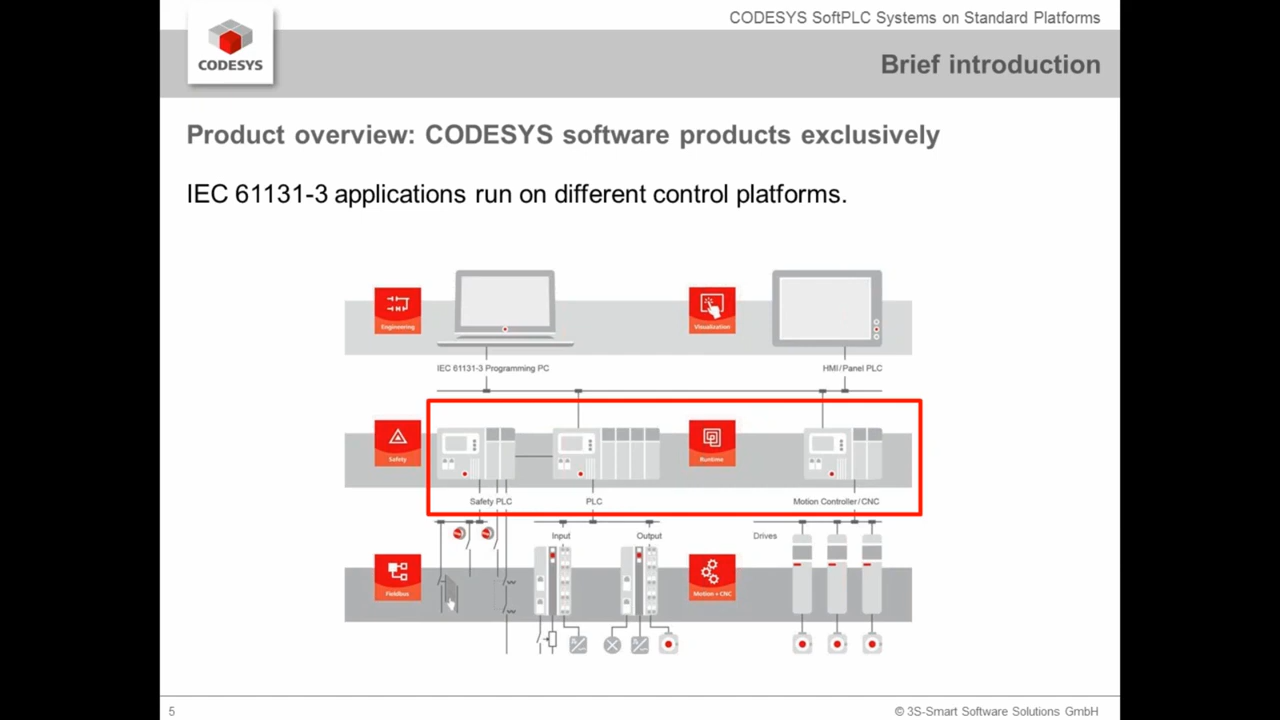 CODESYS SoftPLC Systems on Standard Platforms
CODESYS
Brief introduction
Product overview: CODESYS software products exclusively
IEC 61131-3 applications run on different control platforms.
Engineering
Visualization
IEC 61131-3 Programming PC
HMI/Panel PLC
Safety
Runtime
Safety PLC
PLC
Motion Controller/CNC
Input
Output
Drives
Fieldbus
Motion + CNC
5
© 3S-Smart Software Solutions GmbH